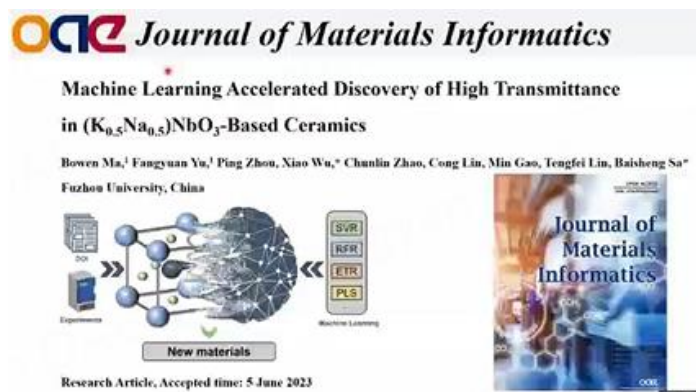 oae Journal of Materials Informatics
Machine Learning Accelerated Discovery of High Transmittance
in (K0.5Na0.5)NbO3-Based Ceramics
Bowen Ma,1 Fangyuan Yu,1 Ping Zhou, Xiao Wu,* Chunlin Zhao, Cong Lin, Min Gao, Tengfei Lin, Baisheng Sa*
Fuzhou University, China
DOI
Experiments
SVR
RFR
ETR
PLS
Machine Learning
New materials
Research Article, Accepted time: 5 June 2023
OPEN ACCESS
Journal of
Materials
Informatics
oae